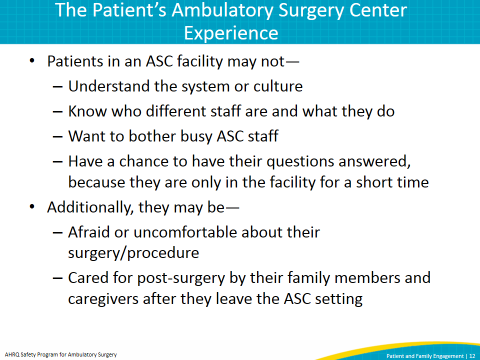 The Patient's Ambulatory Surgery Center
Experience
• Patients in an ASC facility may not—
– Understand the system or culture
– Know who different staff are and what they do
– Want to bother busy ASC staff
– Have a chance to have their questions answered,
because they are only in the facility for a short time
• Additionally, they may be—
– Afraid or uncomfortable about their
surgery/procedure
– Cared for post-surgery by their family members and
caregivers after they leave the ASC setting
AHRQ Safety Program for Ambulatory Surgery
Patient and Family Engagement | 12